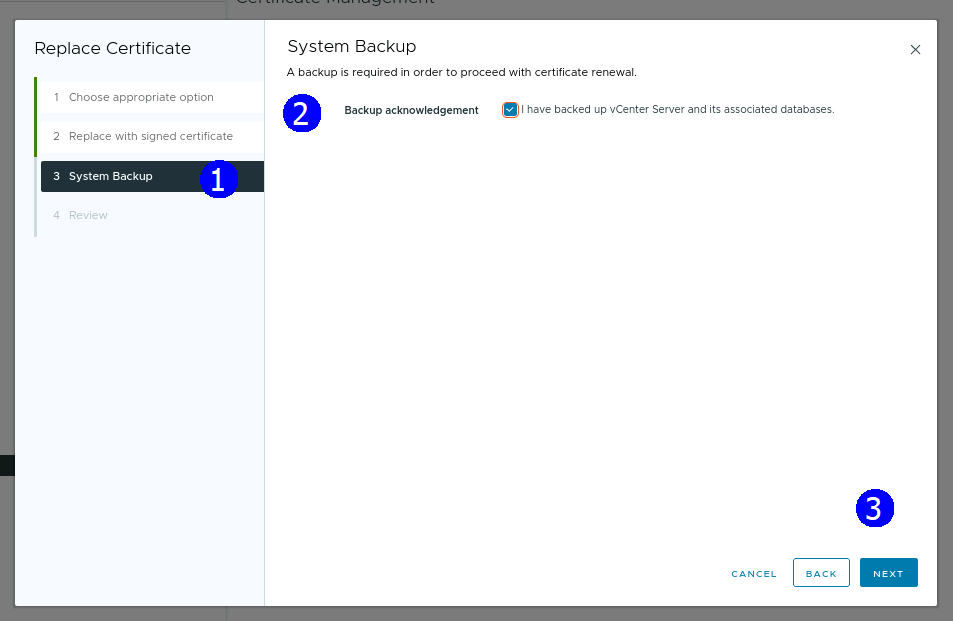 Certificate Management
Replace Certificate
1 Choose appropriate option
2 Replace with signed certificate
3 System Backup
1
4 Review
System Backup
A backup is required in order to proceed with certificate renewal.
2
Backup acknowledgement
I have backed up vCenter Server and its associated databases.
3
CANCEL
BACK
NEXT